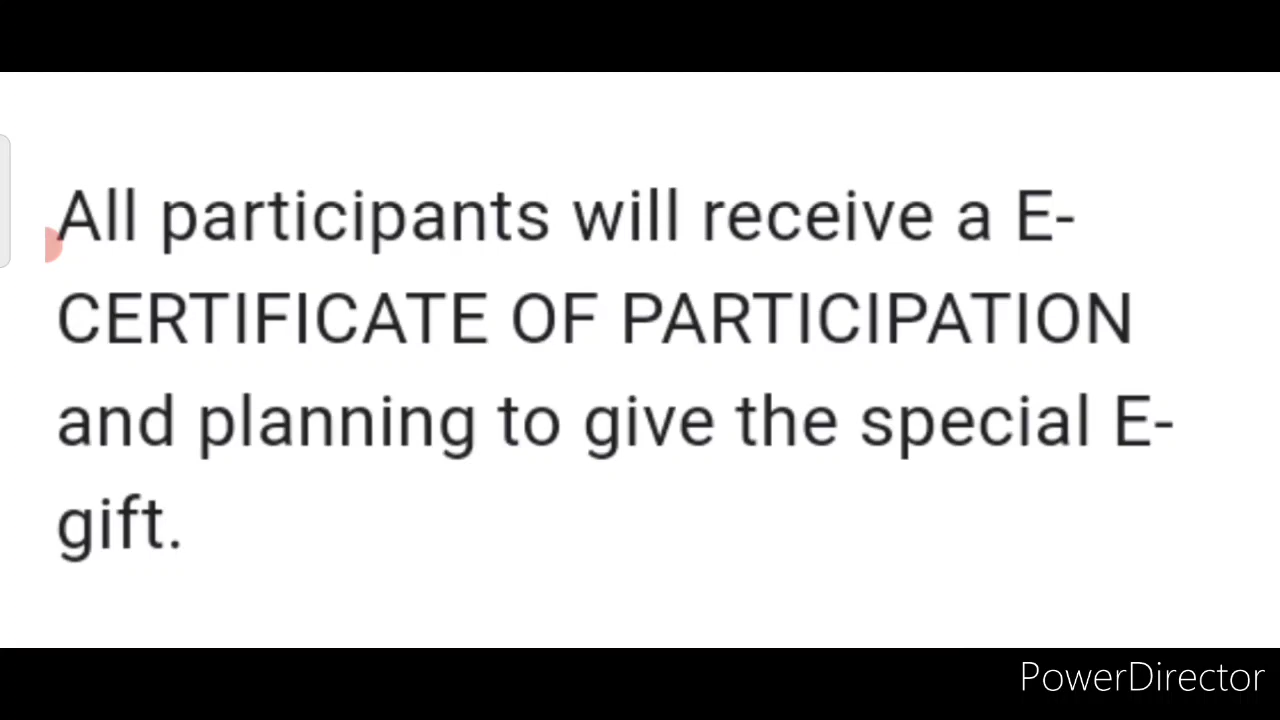 All participants will receive a E-
CERTIFICATE OF PARTICIPATION
and planning to give the special E-
gift.
PowerDirector